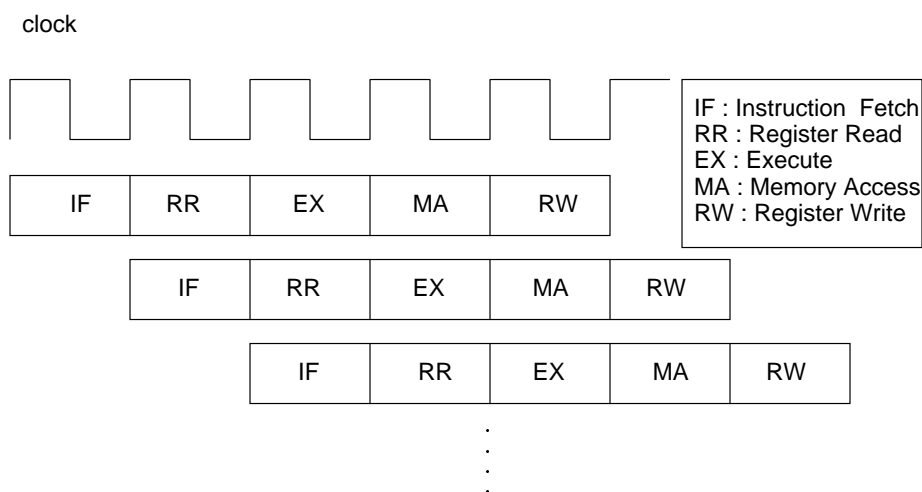 clock
IF : Instruction Fetch
RR : Register Read
EX : Execute
MA : Memory Access
RW : Register Write
IF RR EX MA RW
IF RR EX MA RW
IF RR EX MA RW